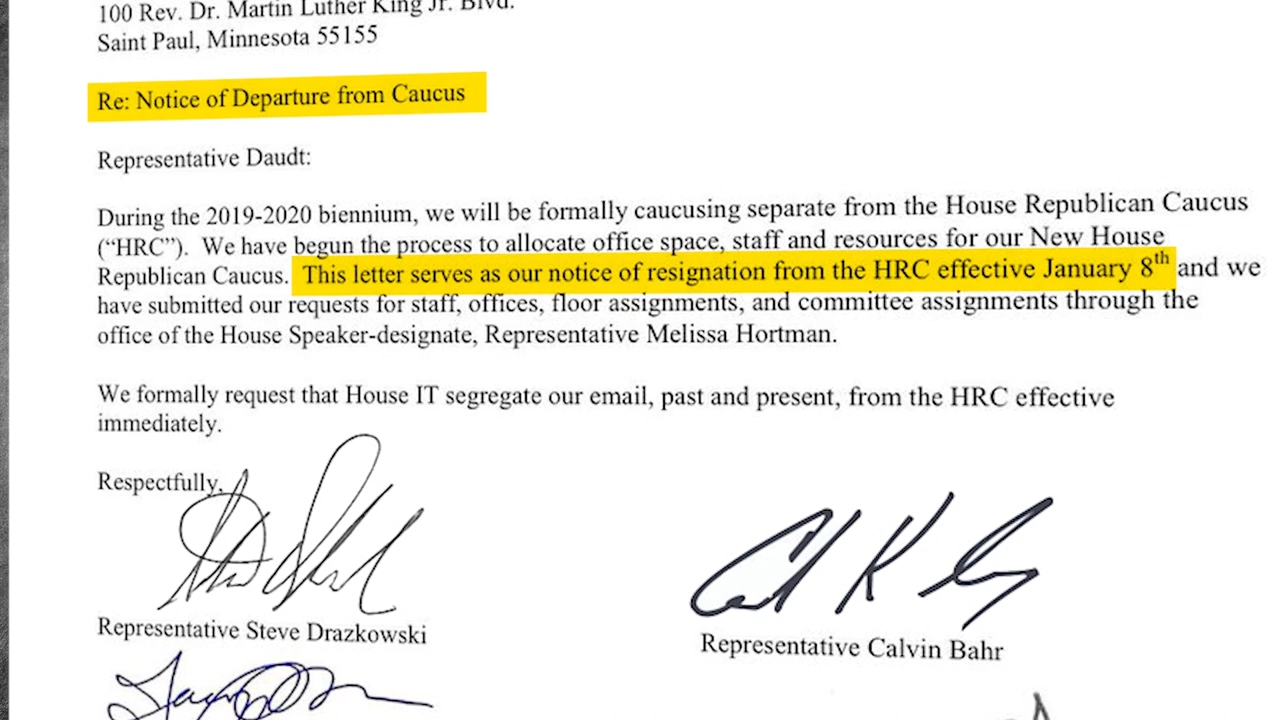 100 Rev. Dr. Martin Luther King Jr. Blvd.
Saint Paul, Minnesota 55155
Re: Notice of Departure from Caucus
Representative Daudt:
During the 2019-2020 biennium, we will be formally caucusing separate from the House Republican Caucus
(“HRC”). We have begun the process to allocate office space, staff and resources for our New House
Republican Caucus. This letter serves as our notice of resignation from the HRC effective January 8th and we
have submitted our requests for staff, offices, floor assignments, and committee assignments through the
office of the House Speaker-designate, Representative Melissa Hortman.
We formally request that House IT segregate our email, past and present, from the HRC effective
immediately.
Respectfully,
Representative Steve Drazkowski
Representative Calvin Bahr